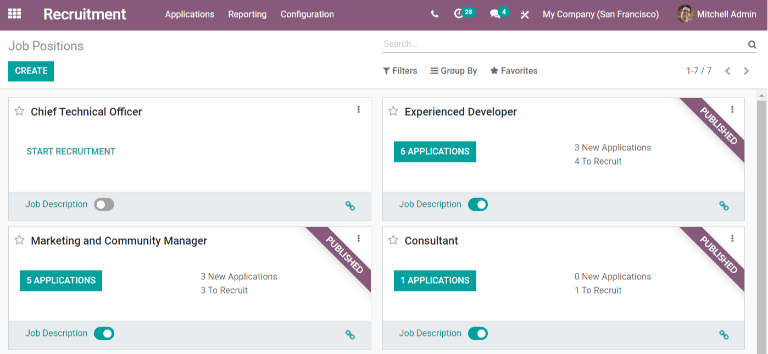 Recruitment Applications Reporting Configuration 28 4 My Company (San Francisco) Mitchell Admin
Job Positions
Search...
CREATE
Filters Group By Favorites 1-7 / 7
Chief Technical Officer
START RECRUITMENT
Job Description
Experienced Developer
PUBLISHED
6 APPLICATIONS
3 New Applications
4 To Recruit
Job Description
Marketing and Community Manager
PUBLISHED
5 APPLICATIONS
3 New Applications
3 To Recruit
Job Description
Consultant
PUBLISHED
1 APPLICATIONS
0 New Applications
1 To Recruit
Job Description